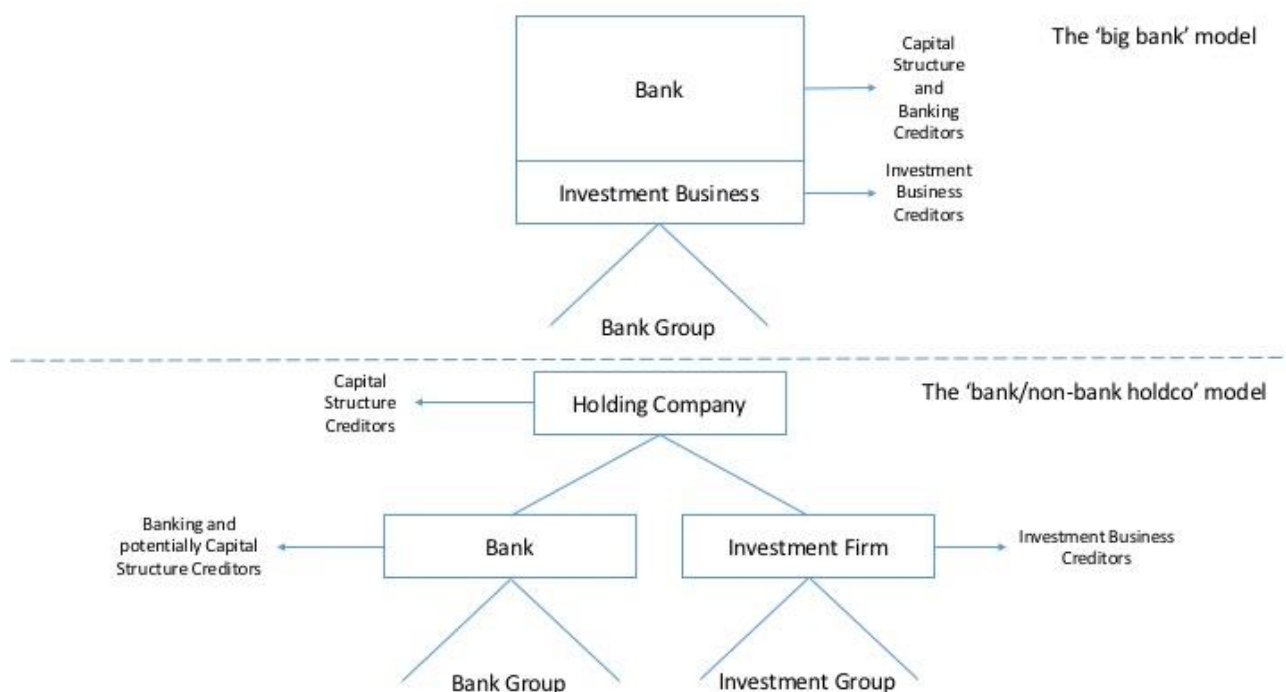 The ‘big bank’ model
Capital
Structure
and
Banking
Creditors
Bank
Investment Business
Investment
Business
Creditors
Bank Group
The ‘bank/non-bank holdco’ model
Capital
Structure
Creditors
Holding Company
Banking and
potentially Capital
Structure Creditors
Bank
Investment Firm
Investment Business
Creditors
Bank Group
Investment Group